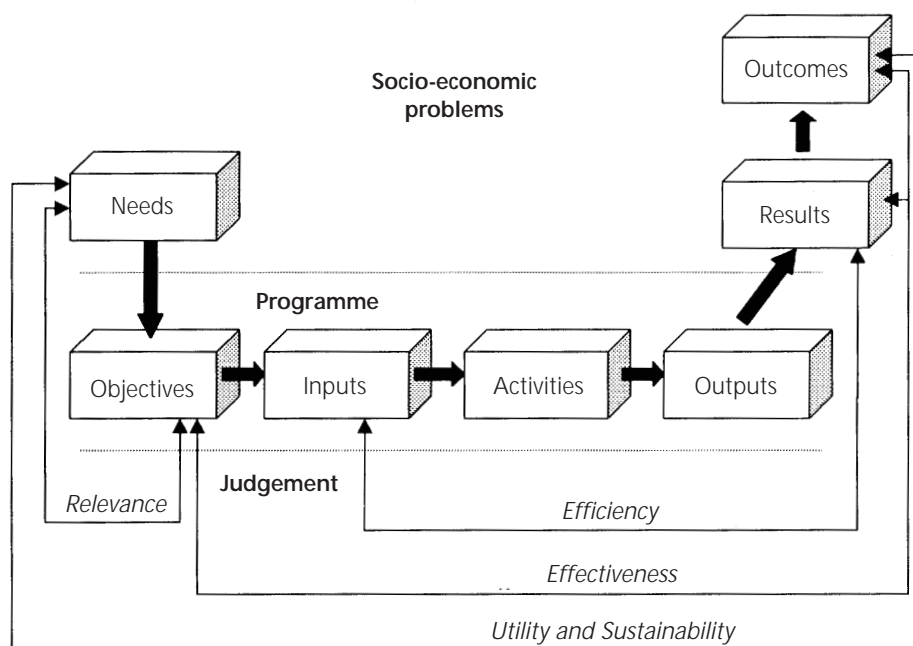 Outcomes
Socio-economic
problems
Needs
Results
Programme
Objectives
Inputs
Activities
Outputs
Judgement
Relevance
Efficiency
Effectiveness
Utility and Sustainability